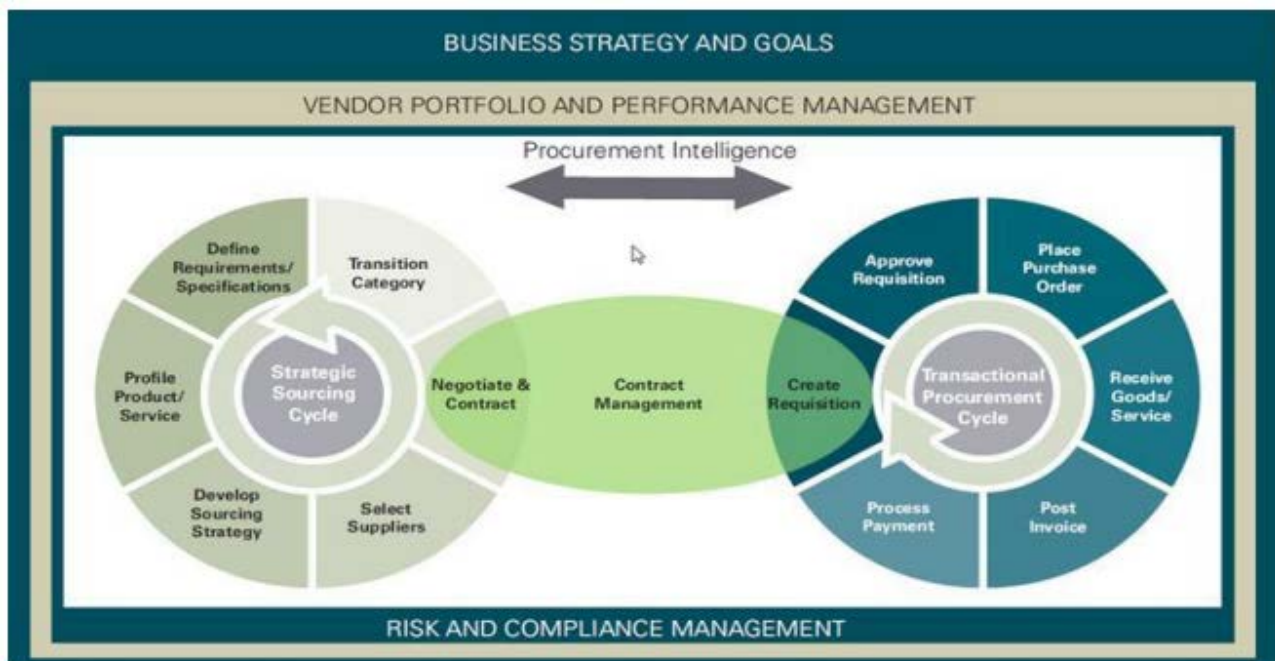 BUSINESS STRATEGY AND GOALS
VENDOR PORTFOLIO AND PERFORMANCE MANAGEMENT
Procurement Intelligence
Define
Requirements/
Specifications
Transition
Category
Profile
Product/
Service
Strategic
Sourcing
Cycle
Negotiate &
Contract
Develop
Sourcing
Strategy
Select
Suppliers
Contract
Management
Approve
Requisition
Place
Purchase
Order
Create
Requisition
Transactional
Procurement
Cycle
Receive
Goods/
Service
Process
Payment
Post
Invoice
RISK AND COMPLIANCE MANAGEMENT